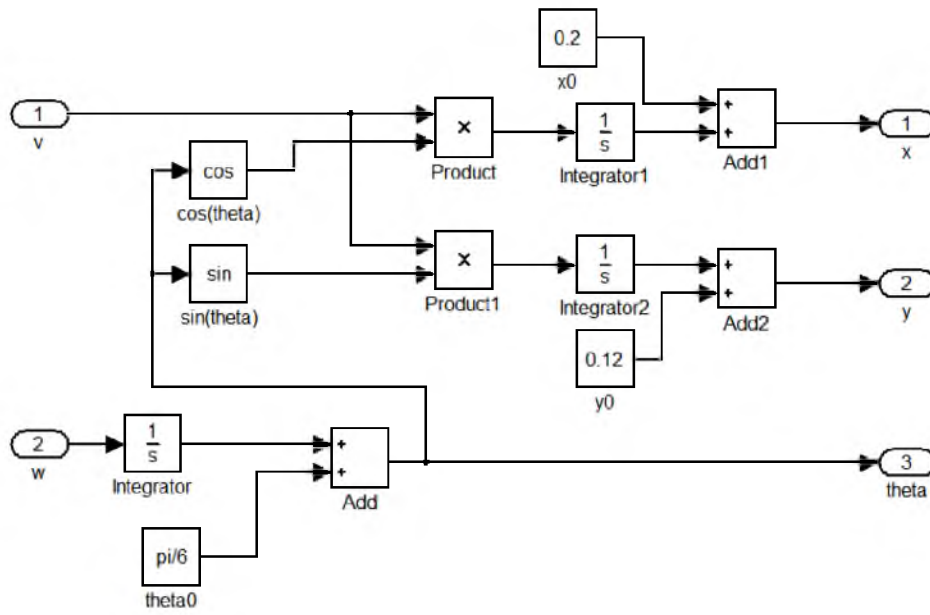 0.2
x0
1
v
×
Product
1
s
Integrator1
+
+
Add1
1
x
cos
cos(theta)
sin
sin(theta)
×
Product1
1
s
Integrator2
+
+
Add2
2
y
0.12
y0
2
w
1
s
Integrator
+
+
Add
3
theta
pi/6
theta0